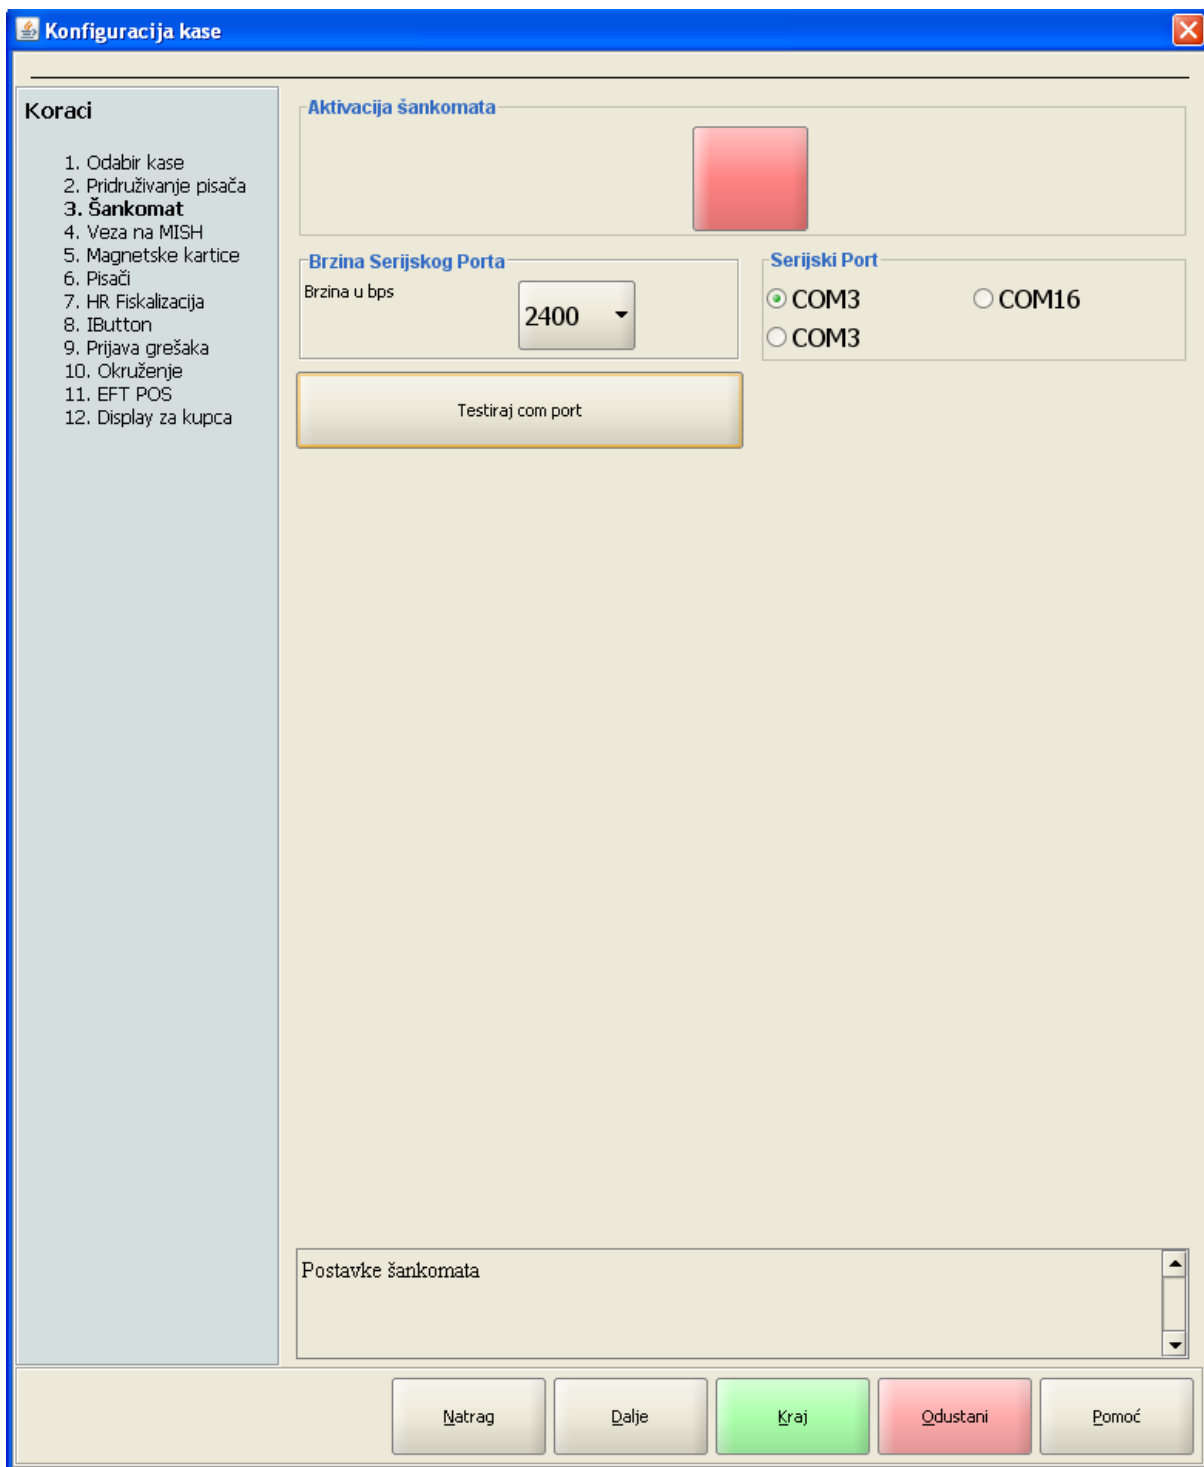 Konfiguracija kase
Koraci
1. Odabir kase
2. Pridruživanje pisača
3. Šankomat
4. Veza na MISH
5. Magnetske kartice
6. Pisači
7. HR Fiskalizacija
8. IButton
9. Prijava grešaka
10. Okruženje
11. EFT POS
12. Display za kupca
Aktivacija šankomata
Brzina Serijskog Porta
Brzina u bps
2400
Serijski Port
COM3 COM16
COM3
Testiraj com port
Postavke šankomata
Natrag Dalje Kraj Odustani Pomoć